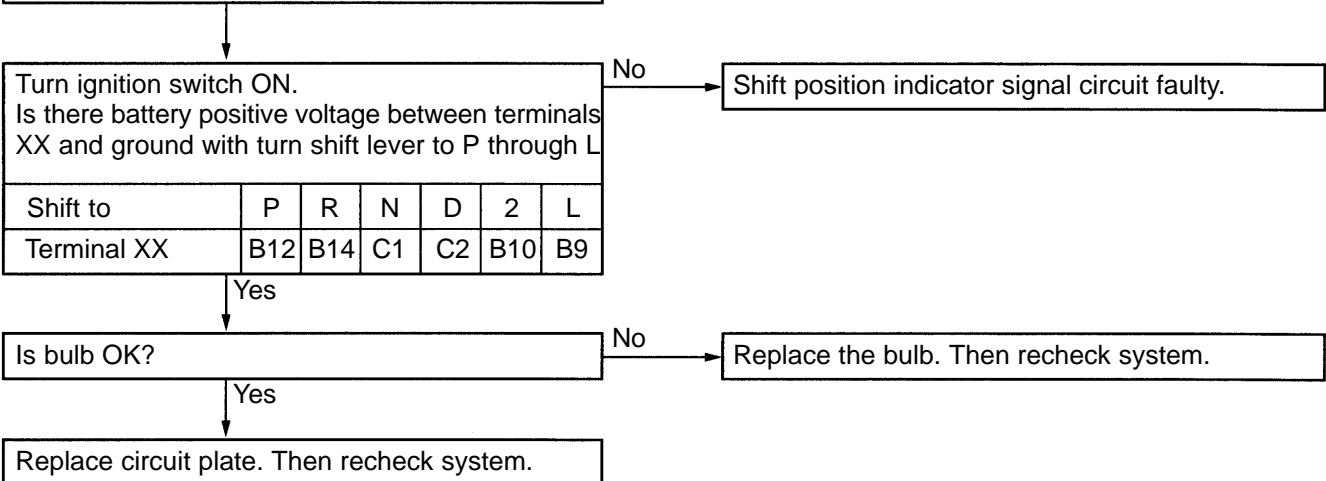 Turn ignition switch ON.
Is there battery positive voltage between terminals
XX and ground with turn shift lever to P through L
No
Shift position indicator signal circuit faulty.
Shift to P R N D 2 L
Terminal XX B12 B14 C1 C2 B10 B9
Yes
Is bulb OK?
No
Replace the bulb. Then recheck system.
Yes
Replace circuit plate. Then recheck system.